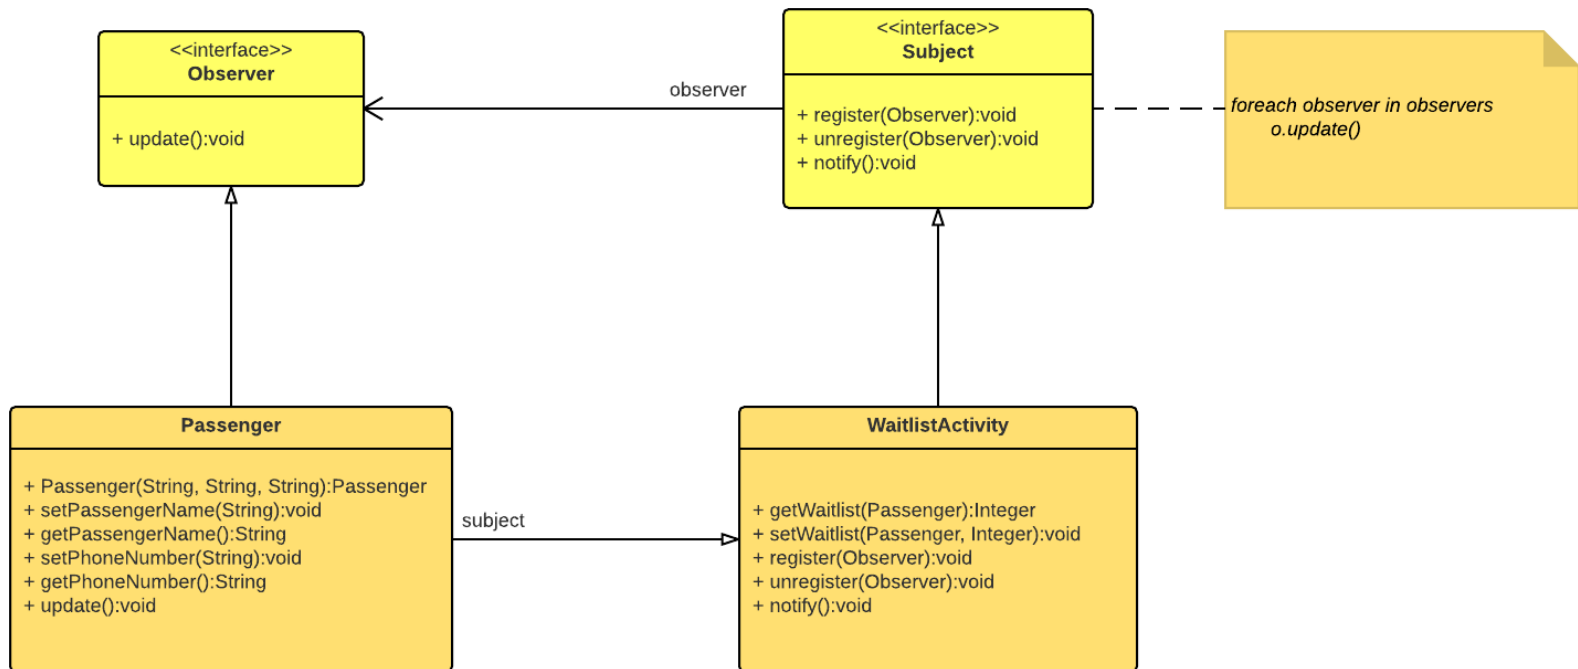 <<interface>>
Observer
+ update():void
observer
<<interface>>
Subject
+ register(Observer):void
+ unregister(Observer):void
+ notify():void
foreach observer in observers
o.update()
Passenger
+ Passenger(String, String, String):Passenger
+ setPassengerName(String):void
+ getPassengerName():String
+ setPhoneNumber(String):void
+ getPhoneNumber():String
+ update():void
subject
WaitlistActivity
+ getWaitlist(Passenger):Integer
+ setWaitlist(Passenger, Integer):void
+ register(Observer):void
+ unregister(Observer):void
+ notify():void